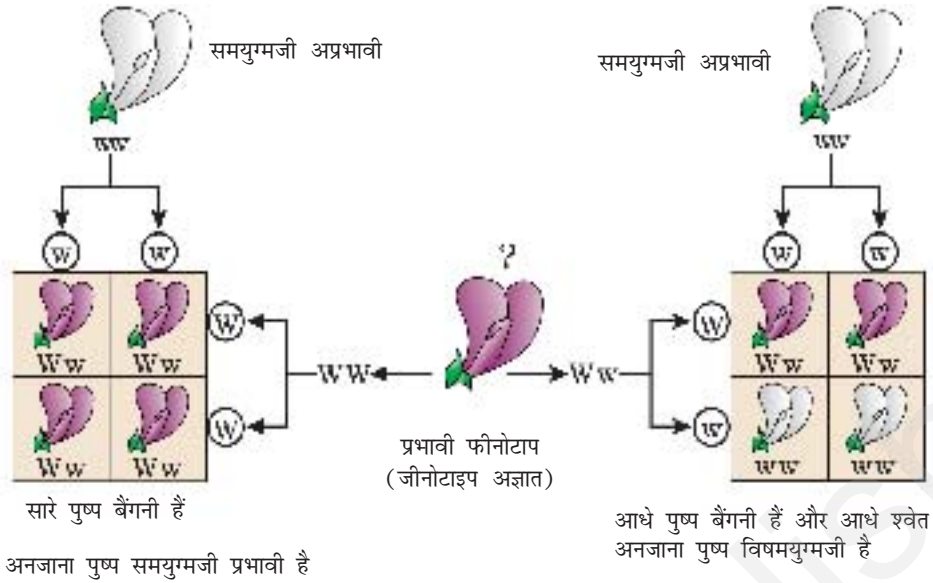 समयुग्मजी अप्रभावी
समयुग्मजी अप्रभावी
ww
ww
w w
w w
?
Ww Ww
W
WW
Ww
W
Ww Ww
Ww Ww
W
w
ww ww
प्रभावी फीनोटाप
(जीनोटाइप अज्ञात)
सारे पुष्प बैंगनी हैं
अनजाना पुष्प समयुग्मजी प्रभावी है
आधे पुष्प बैंगनी हैं और आधे श्वेत
अनजाना पुष्प विषमयुग्मजी है